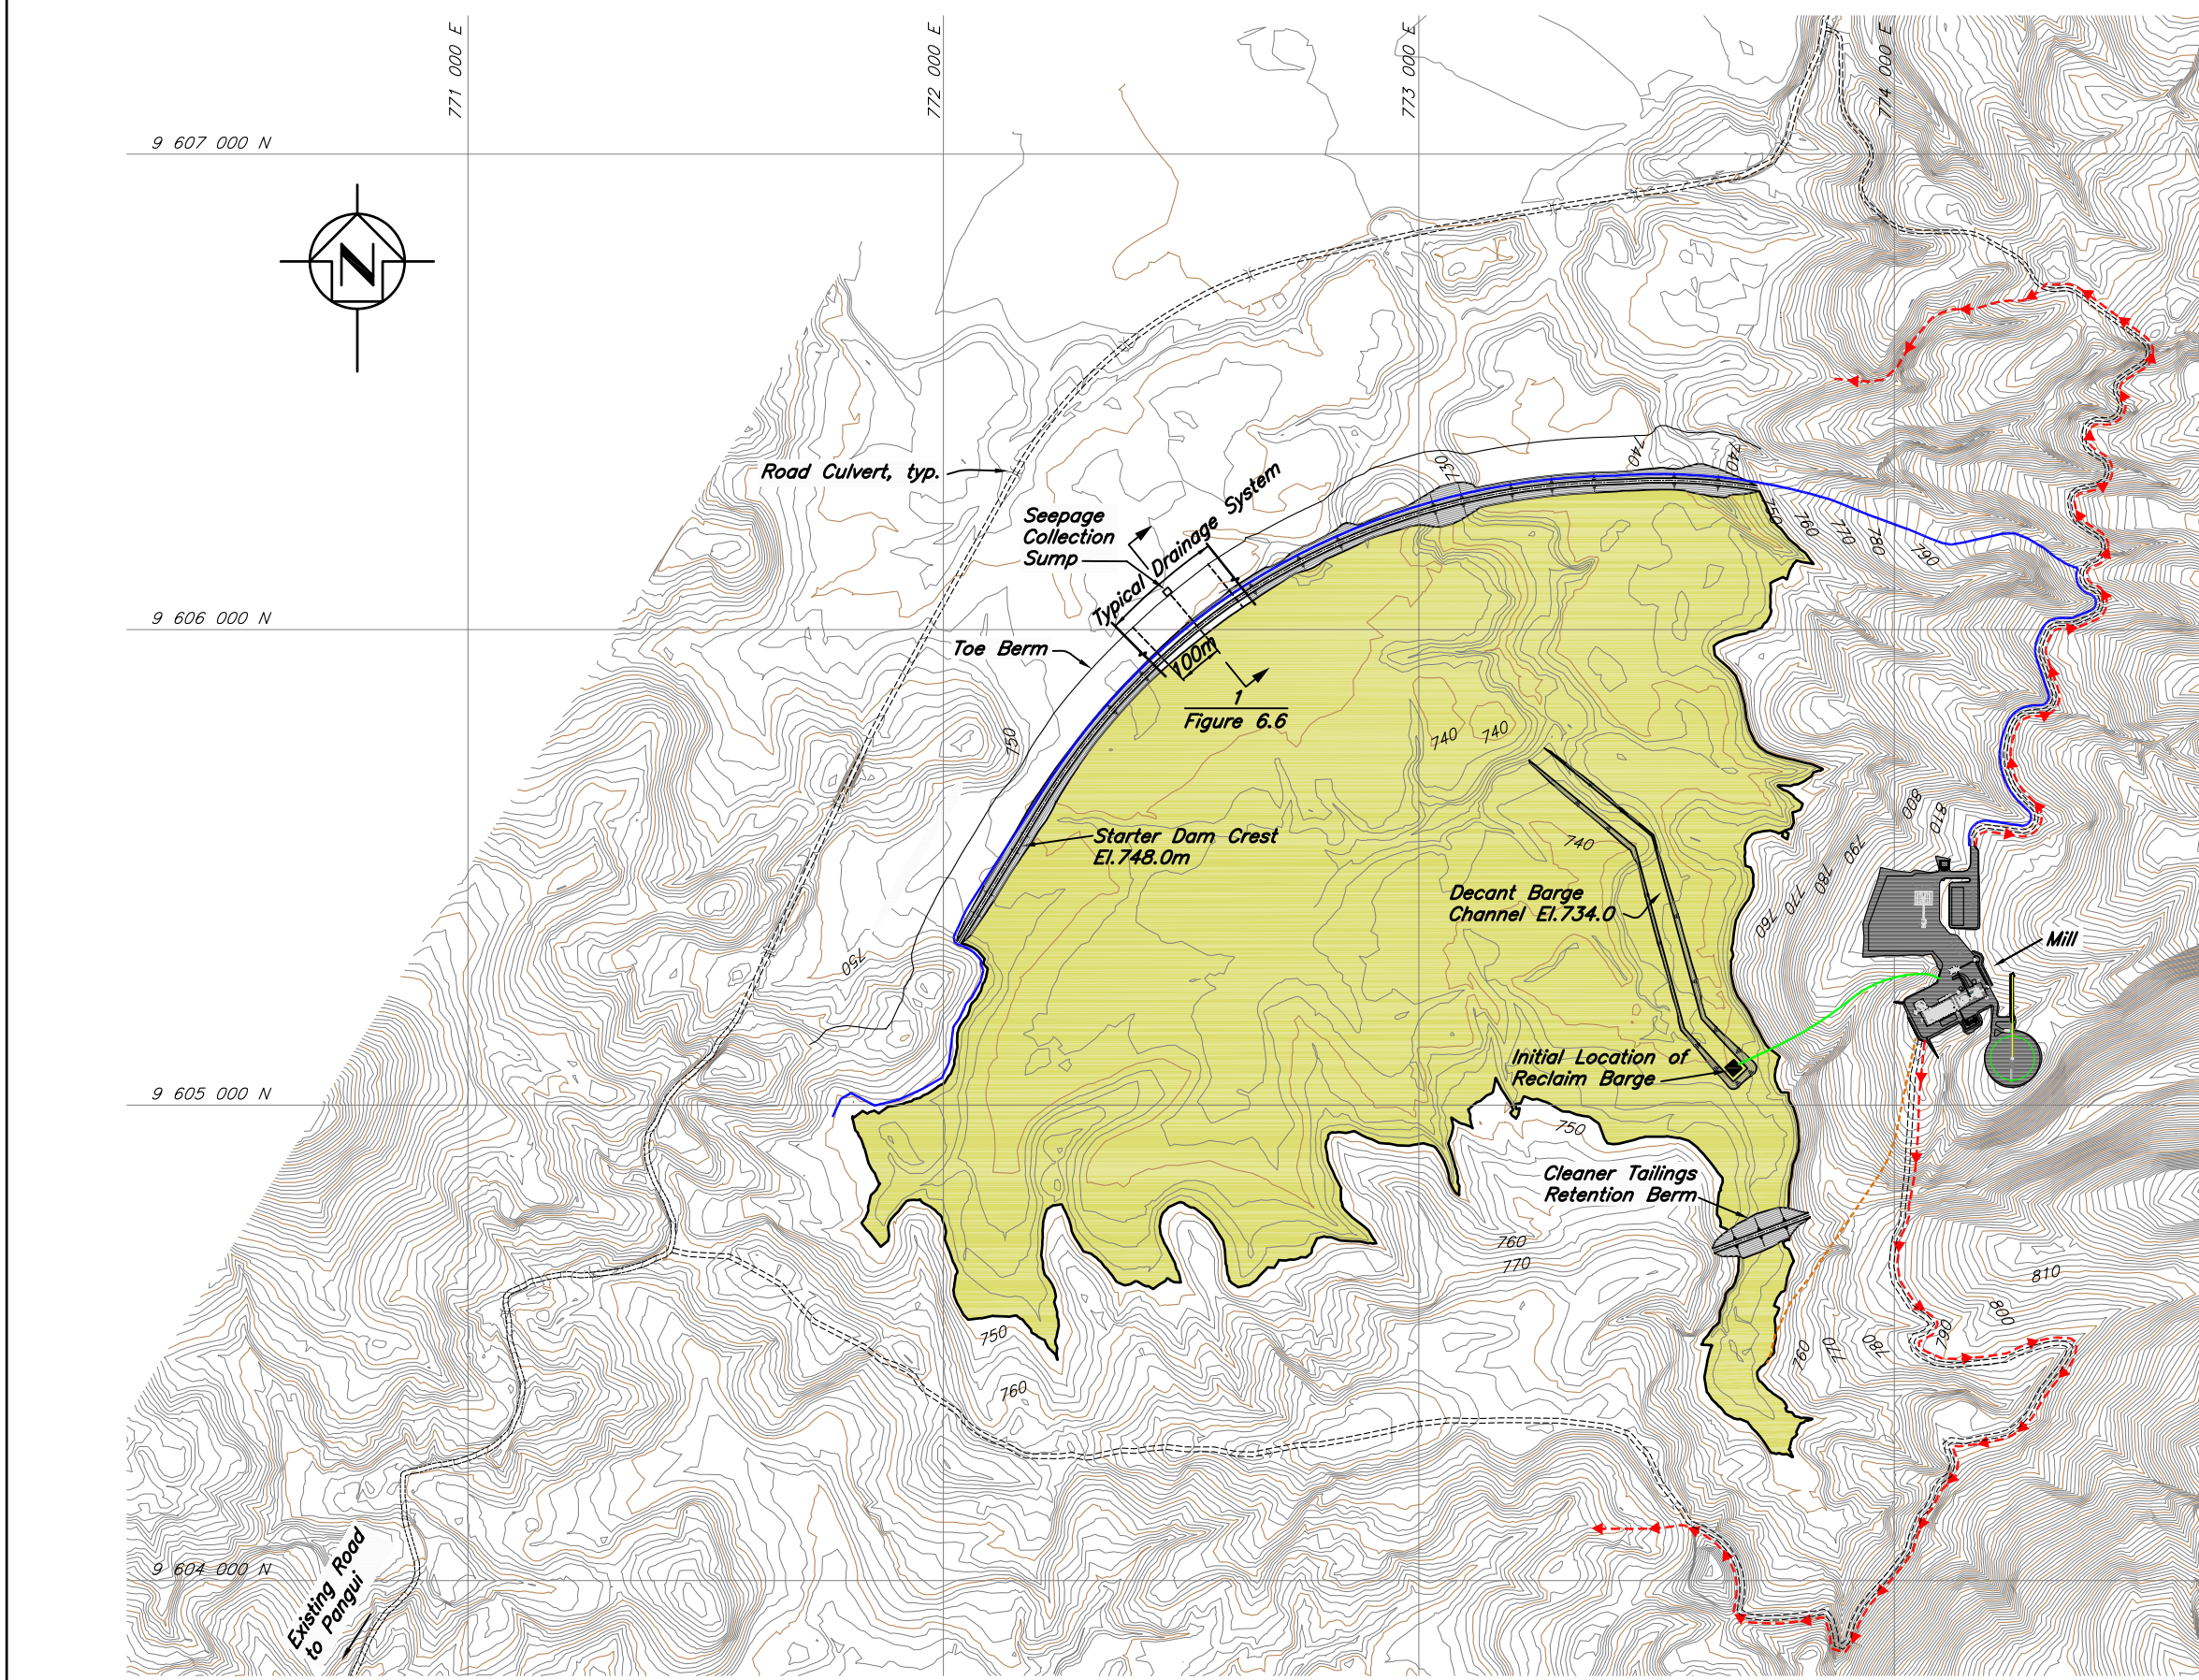 771 000 E
772 000 E
773 000 E
774 000 E
9 607 000 N
N
Road Culvert, typ.
Seepage
Collection
Sump
Typical Drainage System
730
740
740
750
760
770
780
790
9 606 000 N
Toe Berm
100m
1
Figure 6.6
750
740
740
Starter Dam Crest
El.748.0m
740
Decant Barge
Channel El.734.0
800
810
790
780
770
760
Mill
750
Initial Location of
Reclaim Barge
9 605 000 N
750
Cleaner Tailings
Retention Berm
760
770
810
800
790
780
770
760
750
760
9 604 000 N
Existing Road
to Pangui